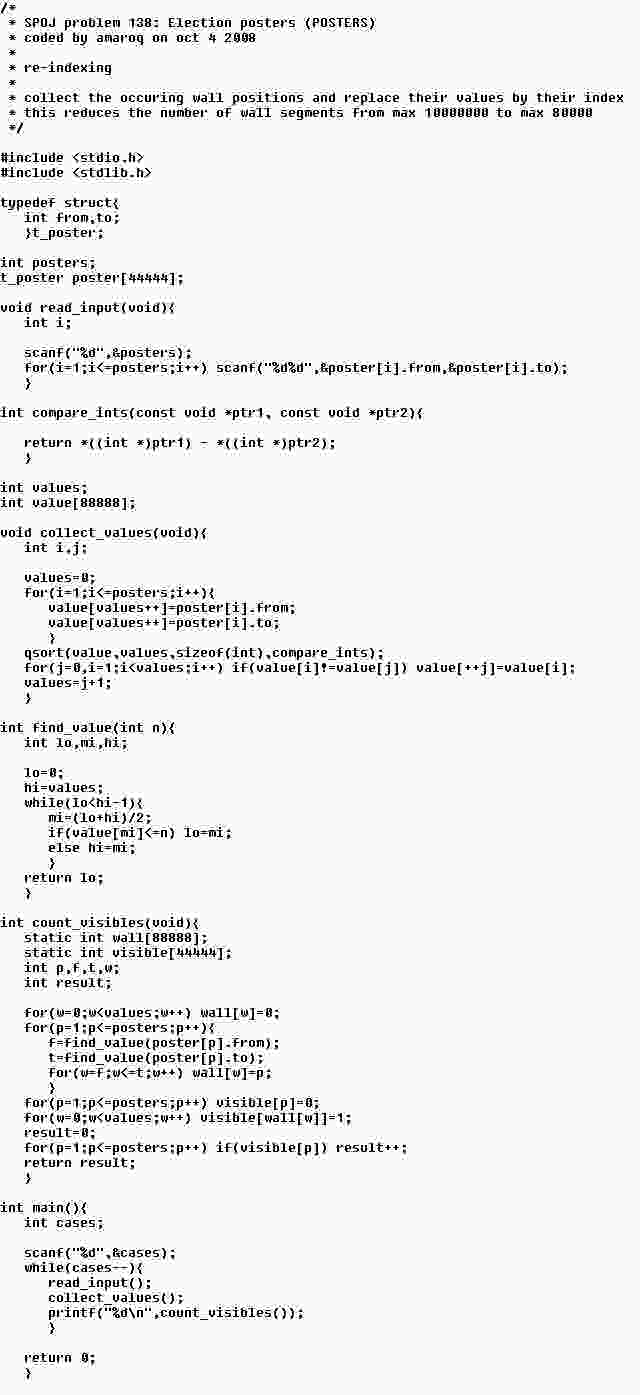 /*
 * SPOJ problem 138: Election posters (POSTERS)
 * coded by amaroq on oct 4 2008
 *
 * re-indexing
 *
 * collect the occuring wall positions and replace their values by their index
 * this reduces the number of wall segments from max 10000000 to max 80000
 */
#include <stdio.h>
#include <stdlib.h>
typedef struct{
   int from,to;
   }t_poster;
int posters;
t_poster poster[44444];
void read_input(void){
   int i;
   scanf("%d",&posters);
   for(i=1;i<=posters;i++) scanf("%d%d",&poster[i].from,&poster[i].to);
   }
int compare_ints(const void *ptr1, const void *ptr2){
   return *((int *)ptr1) - *((int *)ptr2);
   }
int values;
int value[88888];
void collect_values(void){
   int i,j;
   values=0;
   for(i=1;i<=posters;i++){
      value[values++]=poster[i].from;
      value[values++]=poster[i].to;
      }
   qsort(value,values,sizeof(int),compare_ints);
   for(j=0,i=1;i<values;i++) if(value[i]!=value[j]) value[++j]=value[i];
   values=j+1;
   }
int find_value(int n){
   int lo,mi,hi;
   lo=0;
   hi=values;
   while(lo<hi-1){
      mi=(lo+hi)/2;
      if(value[mi]<=n) lo=mi;
      else hi=mi;
      }
   return lo;
   }
int count_visibles(void){
   static int wall[88888];
   static int visible[44444];
   int p,f,t,w;
   int result;
   for(w=0;w<values;w++) wall[w]=0;
   for(p=1;p<=posters;p++){
      f=find_value(poster[p].from);
      t=find_value(poster[p].to);
      for(w=f;w<=t;w++) wall[w]=p;
      }
   for(p=1;p<=posters;p++) visible[p]=0;
   for(w=0;w<values;w++) visible[wall[w]]=1;
   result=0;
   for(p=1;p<=posters;p++) if(visible[p]) result++;
   return result;
   }
int main(){
   int cases;
   scanf("%d",&cases);
   while(cases--){
      read_input();
      collect_values();
      printf("%d\n",count_visibles());
      }
   return 0;
   }